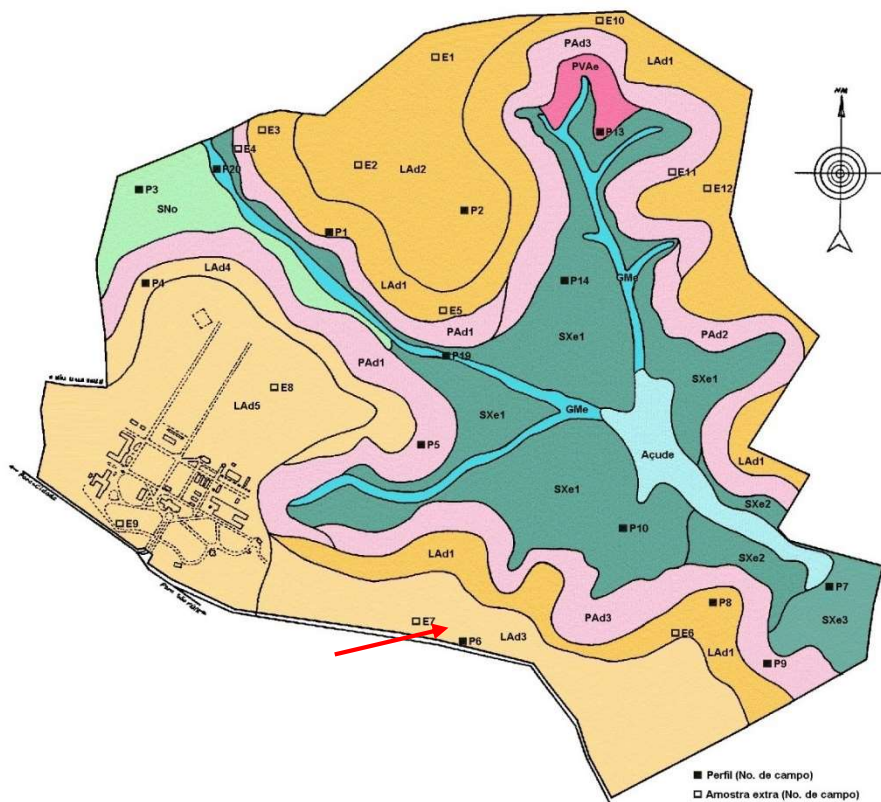 E10
E1
PAd3
LAd1
PVAe
NM
E3
P13
E4
E2
LAd2
P20
E11
E12
P3
SNo
P2
P1
LAd4
P4
LAd1
E5
P14
GMe
PAd1
SXe1
PAd2
PAd1
P19
E8
LAd5
SXe1
SXe1
GMe
P5
Açude
LAd1
SXe1
SXe2
E9
P10
LAd1
SXe2
P7
PAd3
P8
SXe3
E7
LAd3
P6
E6
LAd1
P9
Perfil (No. de campo)
Amostra extra (No. de campo)